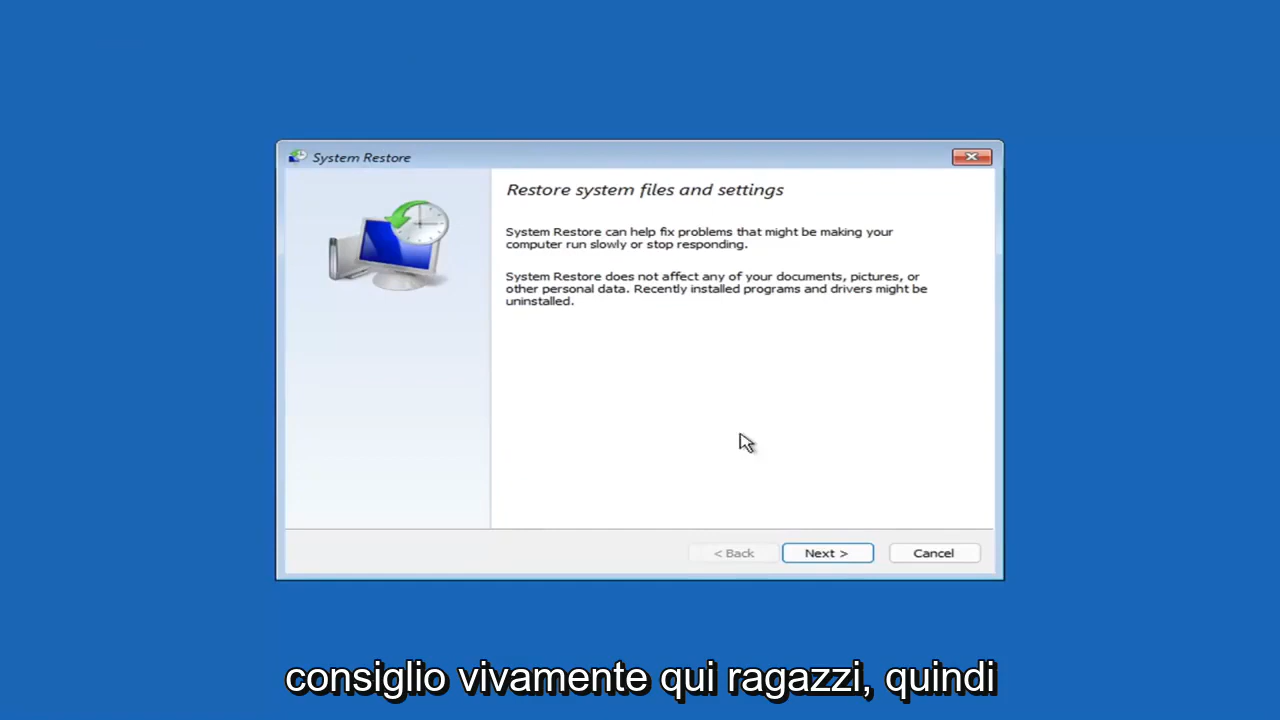 System Restore
Restore system files and settings
System Restore can help fix problems that might be making your
computer run slowly or stop responding.
System Restore does not affect any of your documents, pictures, or
other personal data. Recently installed programs and drivers might be
uninstalled.
< Back
Next >
Cancel
consiglio vivamente qui ragazzi, quindi